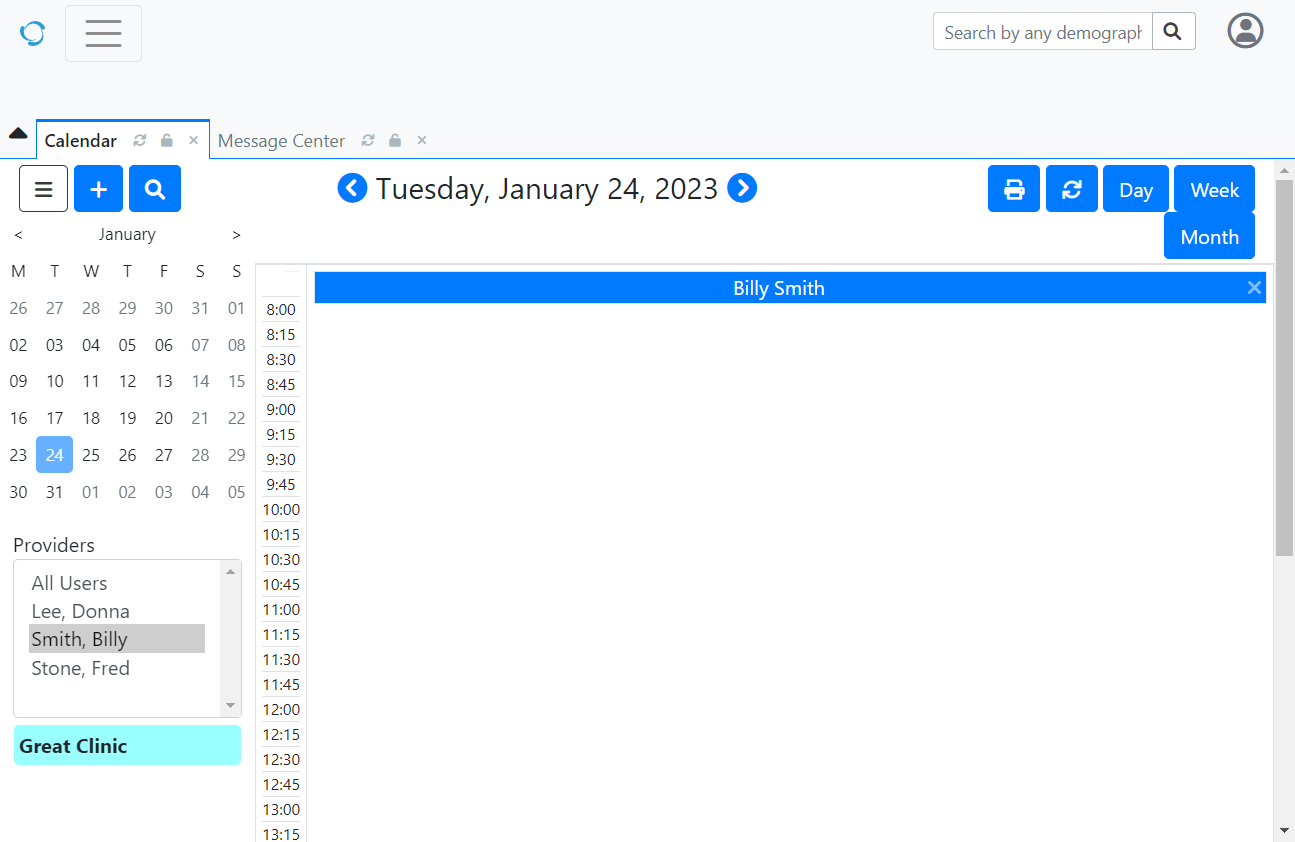 Search by any demograph
Calendar
Message Center
Tuesday, January 24, 2023
Day
Week
Month
< January >
M T W T F S S
26 27 28 29 30 31 01
02 03 04 05 06 07 08
09 10 11 12 13 14 15
16 17 18 19 20 21 22
23 24 25 26 27 28 29
30 31 01 02 03 04 05
Providers
All Users
Lee, Donna
Smith, Billy
Stone, Fred
Great Clinic
Billy Smith
8:00
8:15
8:30
8:45
9:00
9:15
9:30
9:45
10:00
10:15
10:30
10:45
11:00
11:15
11:30
11:45
12:00
12:15
12:30
12:45
13:00
13:15